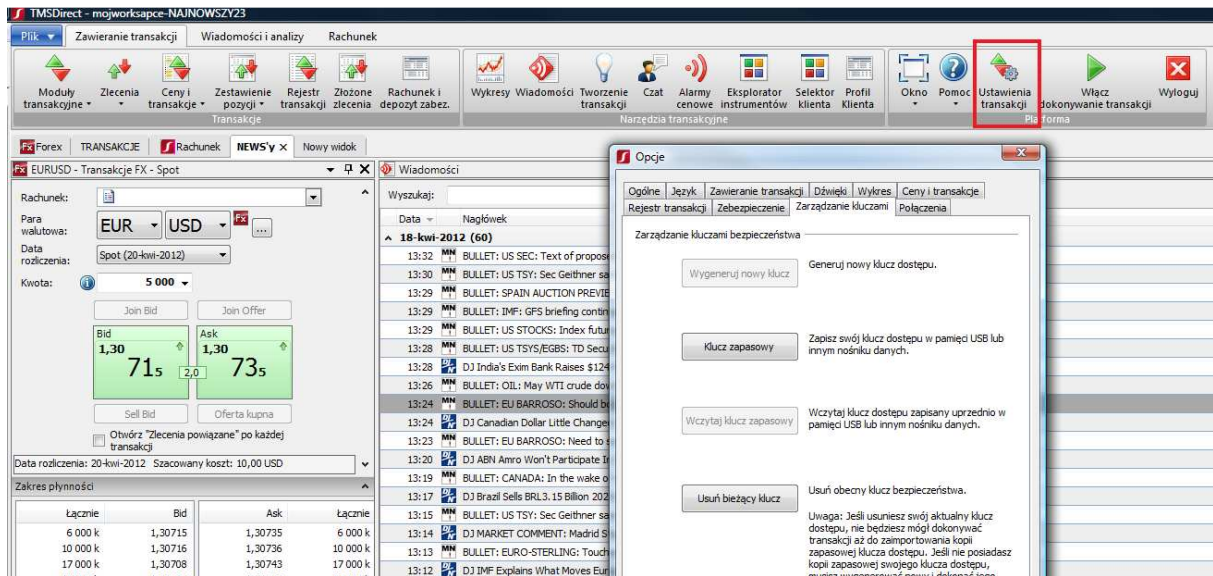 TMSDirect - mojworksapce-NAJNOWSZY23
Plik Zawieranie transakcji Wiadomości i analizy Rachunek
Moduły transakcyjne
Zlecenia
Ceny i transakcje
Zestawienie pozycji
Rejestr transakcji
Złożone zlecenia
Rachunek i depozyt zabez.
Transakcje
Wykresy
Wiadomości
Tworzenie transakcji
Czat
Alarmy cenowe
Eksplorator instrumentów
Selektor klienta
Profil Klienta
Narzędzia transakcyjne
Okno
Pomoc
Ustawienia transakcji
Włącz dokonywanie transakcji
Wyloguj
Platforma
Forex TRANSAKCJE Rachunek NEWS'y Nowy widok
EURUSD - Transakcje FX - Spot
Rachunek:
Para walutowa: EUR USD ...
Data rozliczenia: Spot (20-kwi-2012)
Kwota: 5 000
Join Bid Join Offer
Bid Ask
1,30 1,30
715 2,0 735
Sell Bid Oferta kupna
Otwórz "Zlecenia powiązane" po każdej
transakcji
Data rozliczenia: 20-kwi-2012 Szacowany koszt: 10,00 USD
Zakres płynności
Łącznie Bid Ask Łącznie
6 000 k 1,30715 1,30735 6 000 k
10 000 k 1,30716 1,30736 10 000 k
17 000 k 1,30708 1,30743 17 000 k
Wiadomości
Wyszukaj:
Data Nagłówek
18-kwi-2012 (60)
13:32 BULLET: US SEC: Text of propose
13:30 BULLET: US TSY: Sec Geithner sa
13:29 BULLET: SPAIN AUCTION PREVIE
13:29 BULLET: IMF: GFS briefing contin
13:29 BULLET: US STOCKS: Index futur
13:28 BULLET: US TSYS/EGBS: TD Secu
13:28 DJ India's Exim Bank Raises $124
13:26 BULLET: OIL: May WTI crude dow
13:24 BULLET: EU BARROSO: Should b
13:24 DJ Canadian Dollar Little Change
13:23 BULLET: EU BARROSO: Need to s
13:20 DJ ABN Amro Won't Participate In
13:19 BULLET: CANADA: In the wake o
13:17 DJ Brazil Sells BRL3.15 Billion 202
13:15 BULLET: US TSY: Sec Geithner sa
13:14 DJ MARKET COMMENT: Madrid S
13:13 BULLET: EURO-STERLING: Touch
13:12 DJ IMF Explains What Moves Eur
Opcje
Ogólne Język Zawieranie transakcji Dźwięki Wykres Ceny i transakcje
Rejestr transakcji Zebezpieczenie Zarządzanie kluczami Połączenia
Zarządzanie kluczami bezpieczeństwa
Wygeneruj nowy klucz
Generuj nowy klucz dostępu.
Klucz zapasowy
Zapisz swój klucz dostępu w pamięci USB lub
innym nośniku danych.
Wczytaj klucz zapasowy
Wczytaj klucz dostępu zapisany uprzednio w
pamięci USB lub innym nośniku danych.
Usuń bieżący klucz
Usuń obecny klucz bezpieczeństwa.
Uwaga: Jeśli usuniesz swój aktualny klucz
dostępu, nie będziesz mógł dokonywać
transakcji aż do zaimportowania kopii
zapasowej klucza dostępu. Jeśli nie posiadasz
kopii zapasowej swojego klucza dostępu,